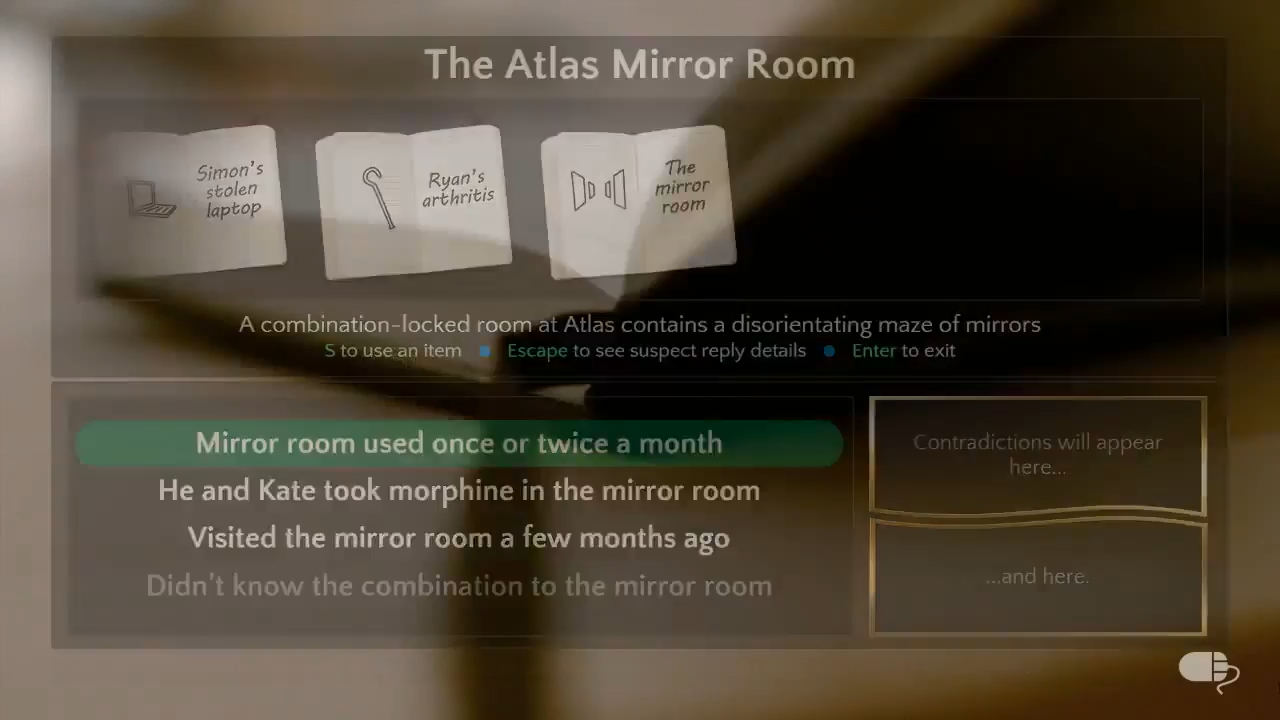 The Atlas Mirror Room
Simon's
stolen
laptop
Ryan's
arthritis
The
mirror
room
A combination-locked room at Atlas contains a disorientating maze of mirrors
S to use an item
Escape to see suspect reply details
Enter to exit
Mirror room used once or twice a month
He and Kate took morphine in the mirror room
Visited the mirror room a few months ago
Didn't know the combination to the mirror room
Contradictions will appear
here...
...and here.